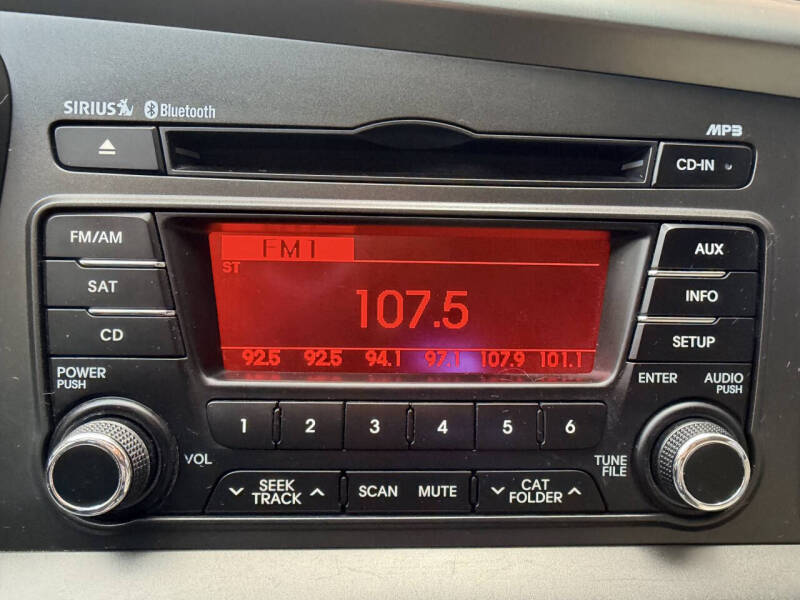 SIRIUS Bluetooth
MP3
CD-IN
FM/AM
SAT
CD
FM1
ST
107.5
92.5 92.5 94.1 97.1 107.9 101.1
AUX
INFO
SETUP
POWER
PUSH
VOL
1 2 3 4 5 6
SEEK
TRACK
SCAN MUTE
CAT
FOLDER
ENTER
AUDIO
PUSH
TUNE
FILE